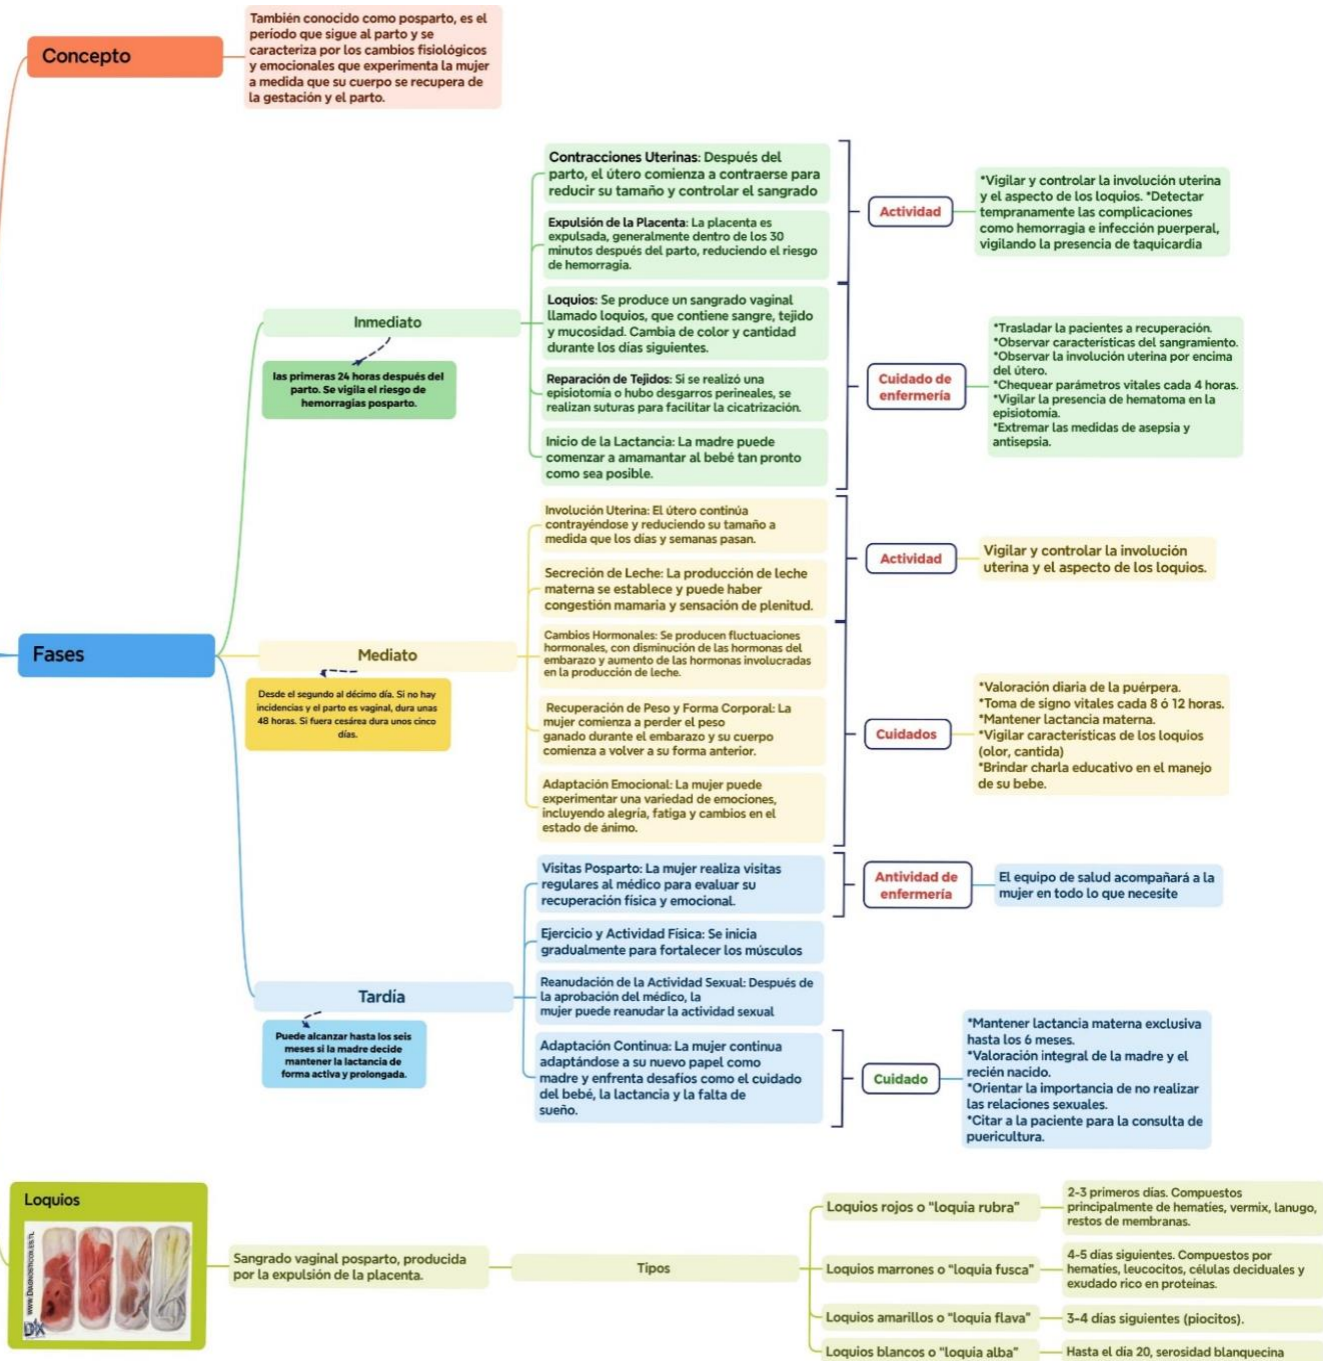 Concepto
También conocido como posparto, es el
período que sigue al parto y se
caracteriza por los cambios fisiológicos
y emocionales que experimenta la mujer
a medida que su cuerpo se recupera de
la gestación y el parto.
Fases
Inmediato
las primeras 24 horas después del
parto. Se vigila el riesgo de
hemorragias posparto.
Contracciones Uterinas: Después del
parto, el útero comienza a contraerse para
reducir su tamaño y controlar el sangrado
Expulsión de la Placenta: La placenta es
expulsada, generalmente dentro de los 30
minutos después del parto, reduciendo el riesgo
de hemorragia.
Loquios: Se produce un sangrado vaginal
llamado loquios, que contiene sangre, tejido
y mucosidad. Cambia de color y cantidad
durante los días siguientes.
Reparación de Tejidos: Si se realizó una
episiotomía o hubo desgarros perineales, se
realizan suturas para facilitar la cicatrización.
Inicio de la Lactancia: La madre puede
comenzar a amamantar al bebé tan pronto
como sea posible.
Actividad
*Vigilar y controlar la involución uterina
y el aspecto de los loquios. *Detectar
tempranamente las complicaciones
como hemorragia e infección puerperal,
vigilando la presencia de taquicardia
Cuidado de
enfermería
*Trasladar la pacientes a recuperación.
*Observar características del sangramiento.
*Observar la involución uterina por encima
del útero.
*Chequear parámetros vitales cada 4 horas.
*Vigilar la presencia de hematoma en la
episiotomía.
*Extremar las medidas de asepsia y
antisepsia.
Mediato
Desde el segundo al décimo día. Si no hay
incidencias y el parto es vaginal, dura unas
48 horas. Si fuera cesárea dura unos cinco
días.
Involución Uterina: El útero continúa
contrayéndose y reduciendo su tamaño a
medida que los días y semanas pasan.
Secreción de Leche: La producción de leche
materna se establece y puede haber
congestión mamaria y sensación de plenitud.
Cambios Hormonales: Se producen fluctuaciones
hormonales, con disminución de las hormonas del
embarazo y aumento de las hormonas involucradas
en la producción de leche.
Recuperación de Peso y Forma Corporal: La
mujer comienza a perder el peso
ganado durante el embarazo y su cuerpo
comienza a volver a su forma anterior.
Adaptación Emocional: La mujer puede
experimentar una variedad de emociones,
incluyendo alegría, fatiga y cambios en el
estado de ánimo.
Actividad
Vigilar y controlar la involución
uterina y el aspecto de los loquios.
Cuidados
*Valoración diaria de la puérpera.
*Toma de signo vitales cada 8 ó 12 horas.
*Mantener lactancia materna.
*Vigilar características de los loquios
(olor, cantida)
*Brindar charla educativo en el manejo
de su bebe.
Tardía
Puede alcanzar hasta los seis
meses si la madre decide
mantener la lactancia de
forma activa y prolongada.
Visitas Posparto: La mujer realiza visitas
regulares al médico para evaluar su
recuperación física y emocional.
Ejercicio y Actividad Física: Se inicia
gradualmente para fortalecer los músculos
Reanudación de la Actividad Sexual: Después de
la aprobación del médico, la
mujer puede reanudar la actividad sexual
Adaptación Continua: La mujer continua
adaptándose a su nuevo papel como
madre y enfrenta desafíos como el cuidado
del bebé, la lactancia y la falta de
sueño.
Antividad de
enfermería
El equipo de salud acompañará a la
mujer en todo lo que necesite
Cuidado
*Mantener lactancia materna exclusiva
hasta los 6 meses.
*Valoración integral de la madre y el
recién nacido.
*Orientar la importancia de no realizar
las relaciones sexuales.
*Citar a la paciente para la consulta de
puericultura.
Loquios
www.Diagnosticox.es.tl
DX
Sangrado vaginal posparto, producida
por la expulsión de la placenta.
Tipos
Loquios rojos o "loquia rubra"
2-3 primeros días. Compuestos
principalmente de hematíes, vermix, lanugo,
restos de membranas.
Loquios marrones o "loquia fusca"
4-5 días siguientes. Compuestos por
hematíes, leucocitos, células deciduales y
exudado rico en proteínas.
Loquios amarillos o "loquia flava"
3-4 días siguientes (piocitos).
Loquios blancos o "loquia alba"
Hasta el día 20, serosidad blanquecina